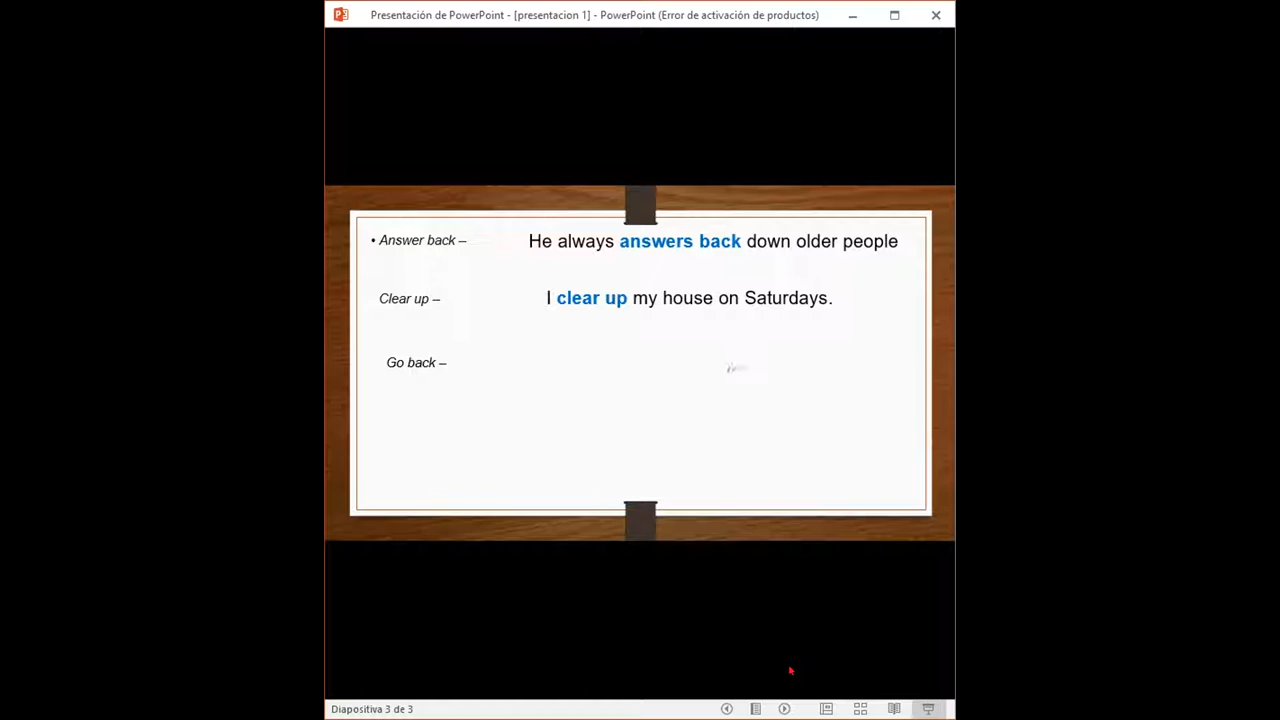 Presentación de PowerPoint - [presentacion 1] - PowerPoint (Error de activación de productos)
• Answer back – He always answers back down older people
Clear up – I clear up my house on Saturdays.
Go back –
Diapositiva 3 de 3